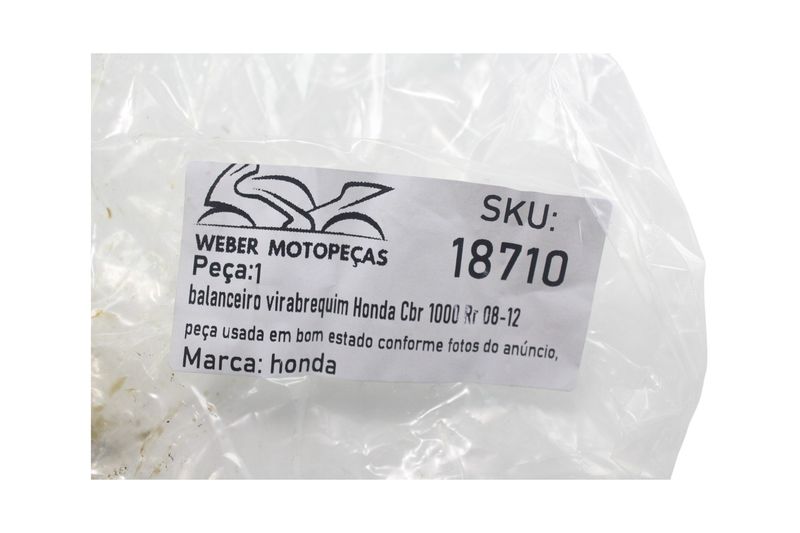 WEBER MOTOPEÇAS
SKU:
18710
Peça:1
balanceiro virabrequim Honda Cbr 1000 Rr 08-12
peça usada em bom estado conforme fotos do anúncio,
Marca: honda